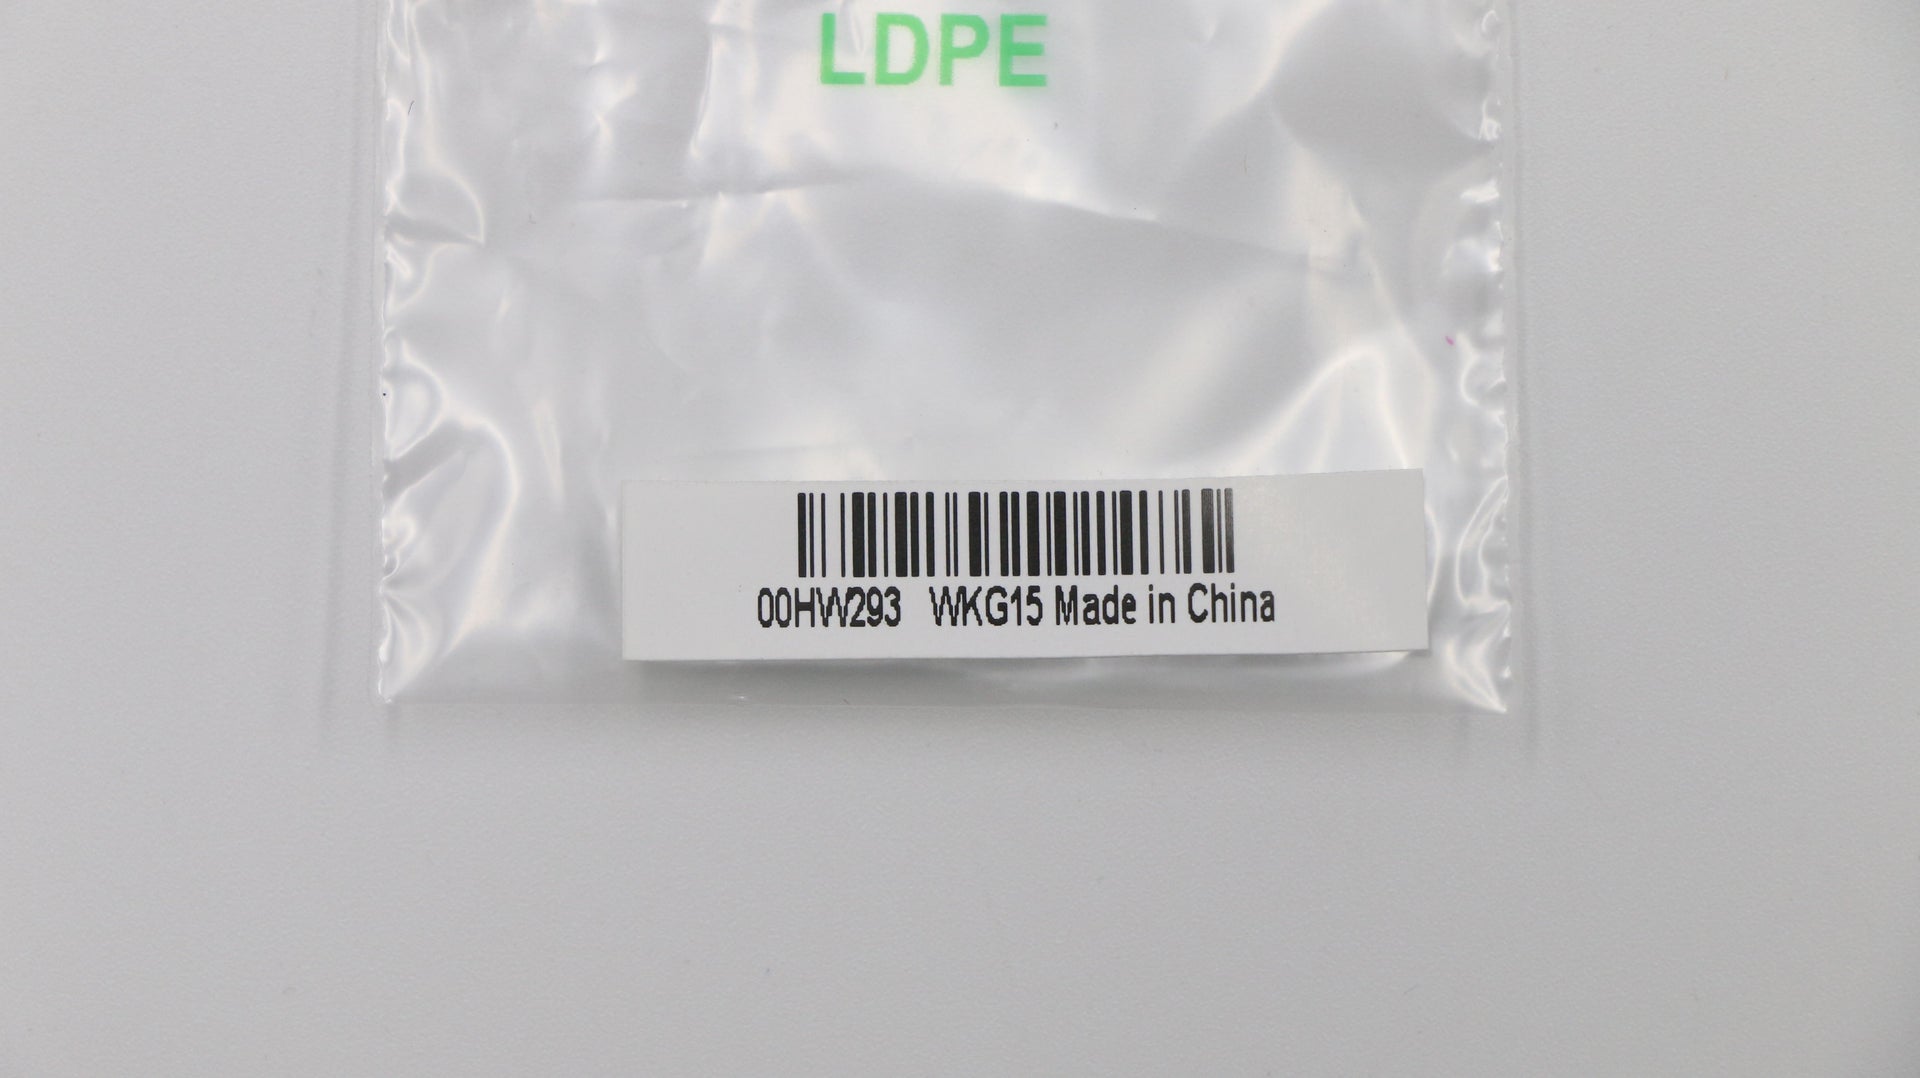 LDPE
00HW293 WKG15 Made in China